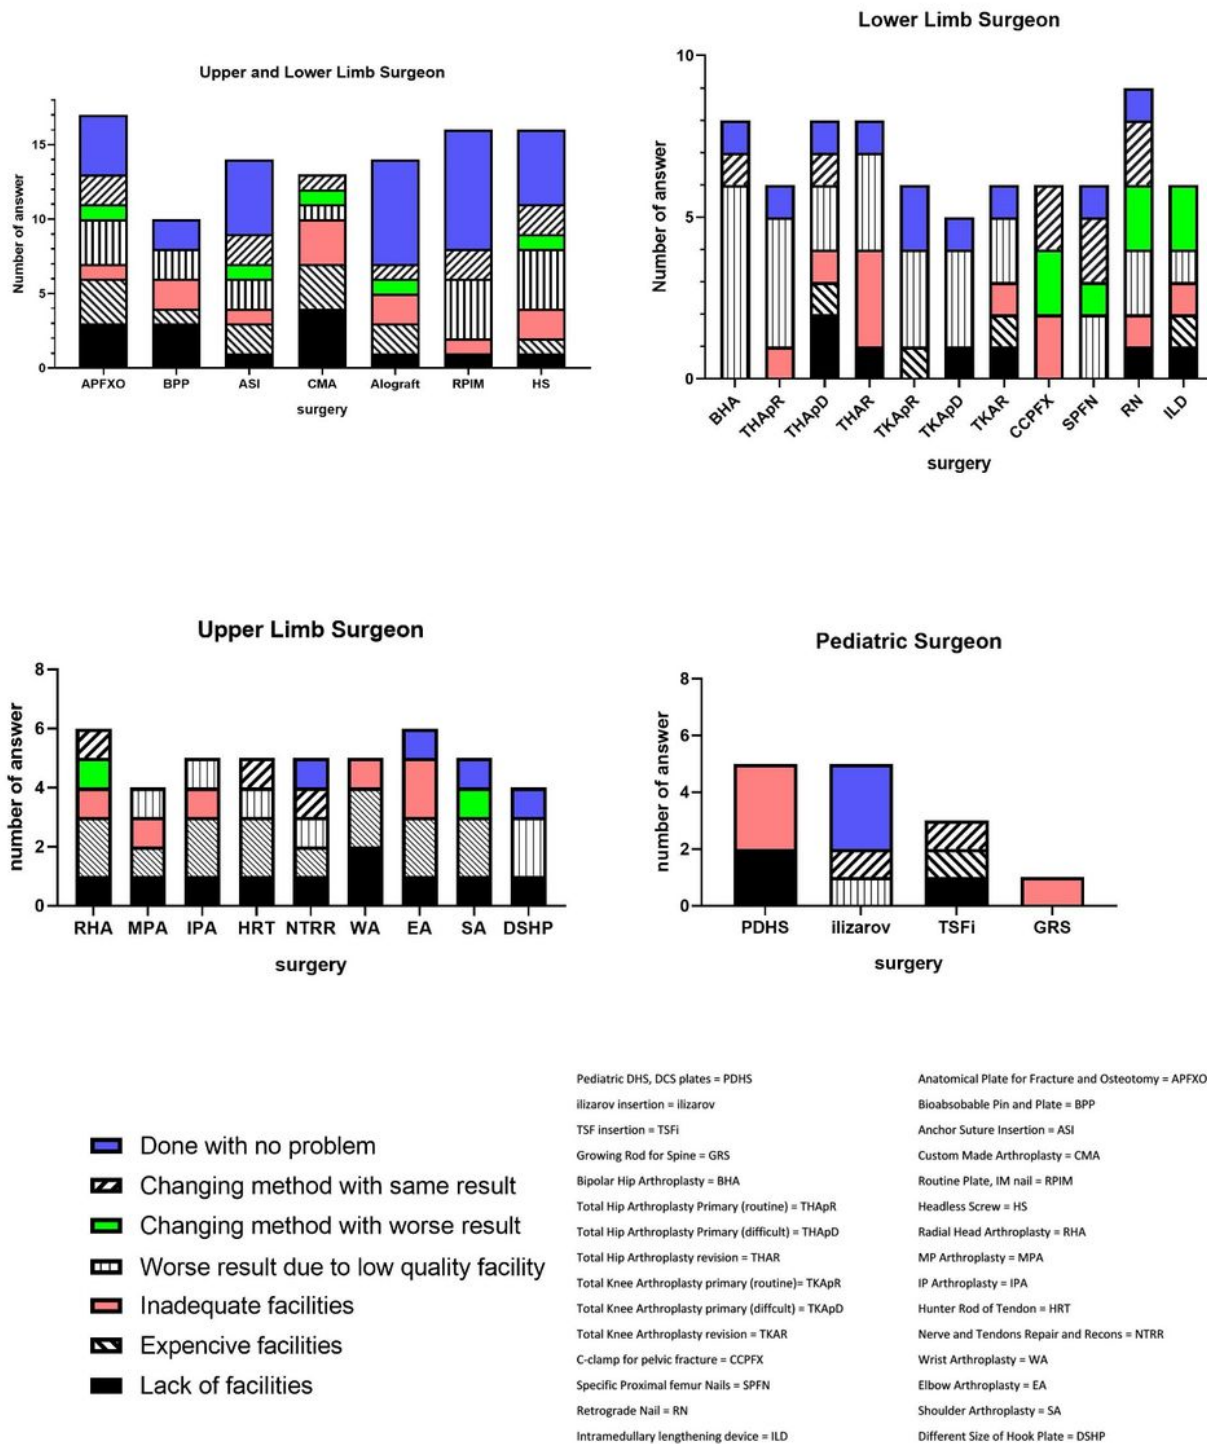 Upper and Lower Limb Surgeon
Number of answer
15
10
5
0
APFXO BPP ASI CMA Alograft RPIM HS
surgery
Lower Limb Surgeon
Number of answer
10
5
0
BHA THApR THApD THAR TKApR TKApD TKAR CCPFX SPFN RN ILD
surgery
Upper Limb Surgeon
number of answer
8
6
4
2
0
RHA MPA IPA HRT NTRR WA EA SA DSHP
surgery
Pediatric Surgeon
number of answer
8
6
4
2
0
PDHS ilizarov TSFi GRS
surgery
Done with no problem
Changing method with same result
Changing method with worse result
Worse result due to low quality facility
Inadequate facilities
Expencive facilities
Lack of facilities
Pediatric DHS, DCS plates = PDHS
ilizarov insertion = ilizarov
TSF insertion = TSFi
Growing Rod for Spine = GRS
Bipolar Hip Arthoplasty = BHA
Total Hip Arthroplasty Primary (routine) = THApR
Total Hip Arthroplasty Primary (difficult) = THApD
Total Hip Arthroplasty revision = THAR
Total Knee Arthroplasty primary (routine)= TKApR
Total Knee Arthroplasty primary (diffcult) = TKApD
Total Knee Arthroplasty revision = TKAR
C-clamp for pelvic fracture = CCPFX
Specific Proximal femur Nails = SPFN
Retrograde Nail = RN
Intramedullary lengthening device = ILD
Anatomical Plate for Fracture and Osteotomy = APFXO
Bioabsobable Pin and Plate = BPP
Anchor Suture Insertion = ASI
Custom Made Arthroplasty = CMA
Routine Plate, IM nail = RPIM
Headless Screw = HS
Radial Head Arthroplasty = RHA
MP Arthroplasty = MPA
IP Arthroplasty = IPA
Hunter Rod of Tendon = HRT
Nerve and Tendons Repair and Recons = NTRR
Wrist Arthroplasty = WA
Elbow Arthroplasty = EA
Shoulder Arthroplasty = SA
Different Size of Hook Plate = DSHP